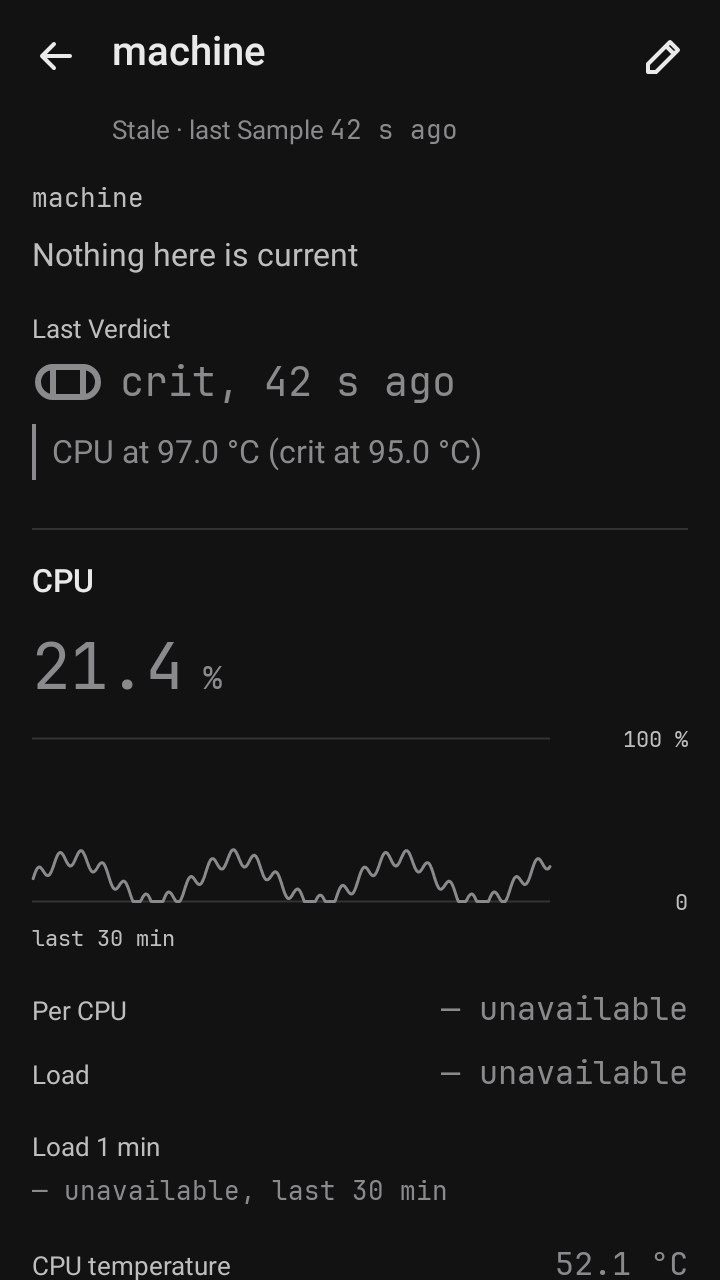 machine
Stale · last Sample 42 s ago
machine
Nothing here is current
Last Verdict
crit, 42 s ago
CPU at 97.0 °C (crit at 95.0 °C)
CPU
21.4 %
100 %
0
last 30 min
Per CPU — unavailable
Load — unavailable
Load 1 min
— unavailable, last 30 min
CPU temperature 52.1 °C